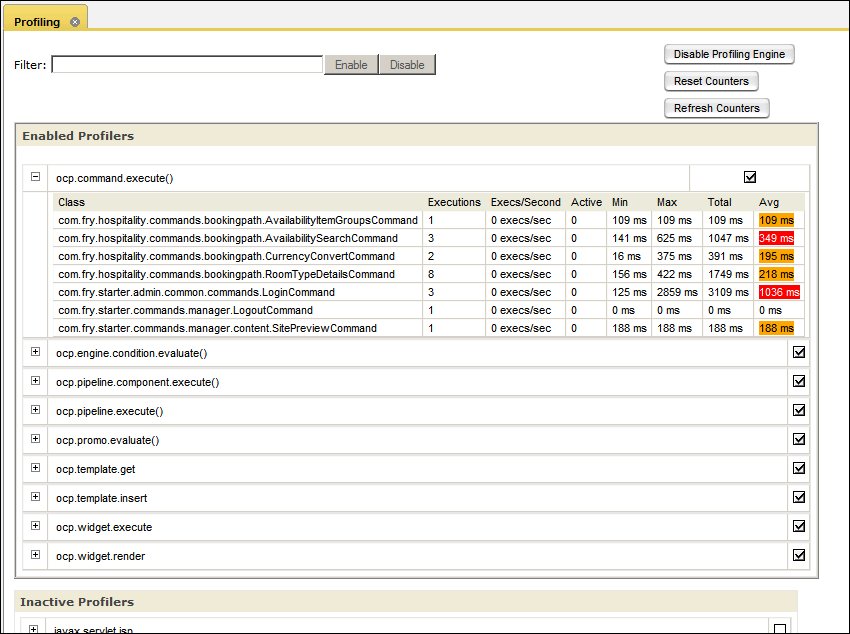 Profiling
Filter: Enable Disable
Disable Profiling Engine
Reset Counters
Refresh Counters
Enabled Profilers
ocp.command.execute()
Class Executions Execs/Second Active Min Max Total Avg
com.fry.hospitality.commands.bookingpath.AvailabilityItemGroupsCommand 1 0 execs/sec 0 109 ms 109 ms 109 ms 109 ms
com.fry.hospitality.commands.bookingpath.AvailabilitySearchCommand 3 0 execs/sec 0 141 ms 625 ms 1047 ms 349 ms
com.fry.hospitality.commands.bookingpath.CurrencyConvertCommand 2 0 execs/sec 0 16 ms 375 ms 391 ms 195 ms
com.fry.hospitality.commands.bookingpath.RoomTypeDetailsCommand 8 0 execs/sec 0 156 ms 422 ms 1749 ms 218 ms
com.fry.starter.admin.common.commands.LoginCommand 3 0 execs/sec 0 125 ms 2859 ms 3109 ms 1036 ms
com.fry.starter.commands.manager.LogoutCommand 1 0 execs/sec 0 0 ms 0 ms 0 ms 0 ms
com.fry.starter.commands.manager.content.SitePreviewCommand 1 0 execs/sec 0 188 ms 188 ms 188 ms 188 ms
ocp.engine.condition.evaluate()
ocp.pipeline.component.execute()
ocp.pipeline.execute()
ocp.promo.evaluate()
ocp.template.get
ocp.template.insert
ocp.widget.execute
ocp.widget.render
Inactive Profilers
javax.servlet.jsp